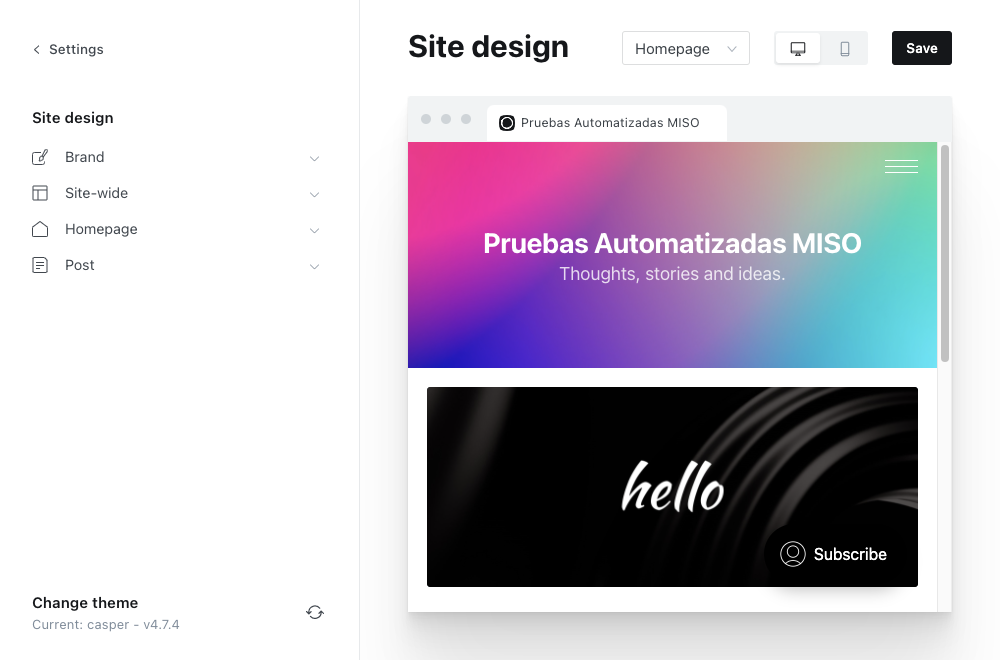 Settings
Site design
Brand
Site-wide
Homepage
Post
Change theme
Current: casper - v4.7.4
Site design
Homepage
Save
Pruebas Automatizadas MISO
Pruebas Automatizadas MISO
Thoughts, stories and ideas.
hello
Subscribe